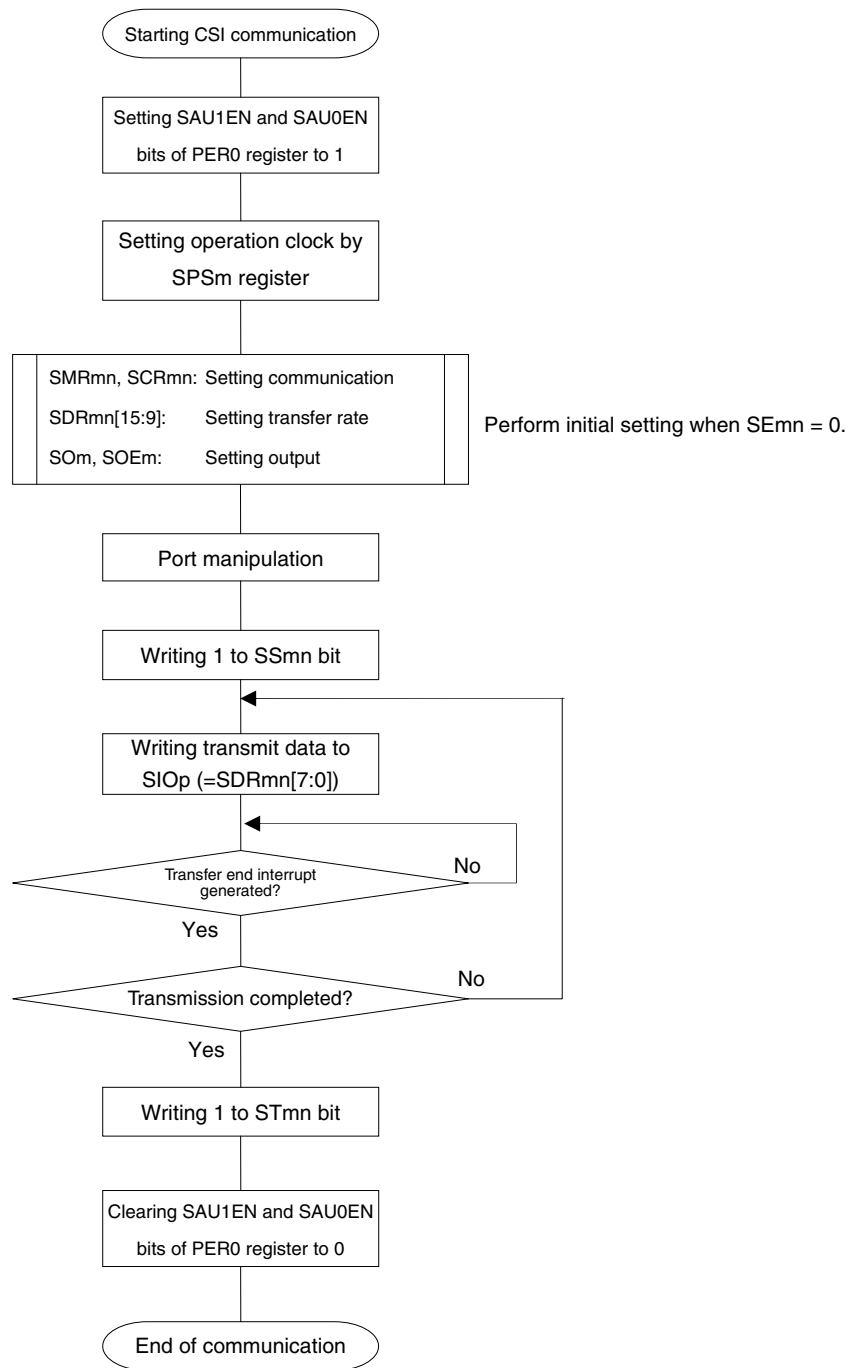 Starting CSI communication
Setting SAU1EN and SAU0EN
bits of PER0 register to 1
Setting operation clock by
SPSm register
SMRmn, SCRmn: Setting communication
SDRmn[15:9]: Setting transfer rate
SOm, SOEm: Setting output
Perform initial setting when SEmn = 0.
Port manipulation
Writing 1 to SSmn bit
Writing transmit data to
SIOp (=SDRmn[7:0])
Transfer end interrupt
generated?
No
Yes
Transmission completed?
No
Yes
Writing 1 to STmn bit
Clearing SAU1EN and SAU0EN
bits of PER0 register to 0
End of communication